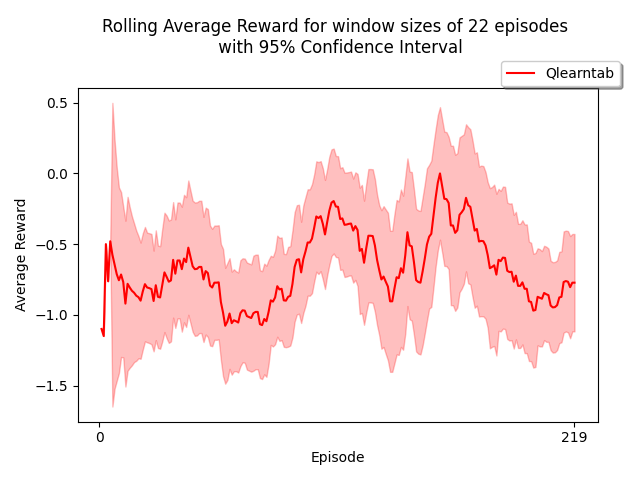 Rolling Average Reward for window sizes of 22 episodes
with 95% Confidence Interval
Qlearntab
0.5
0.0
−0.5
−1.0
−1.5
Average Reward
0
219
Episode